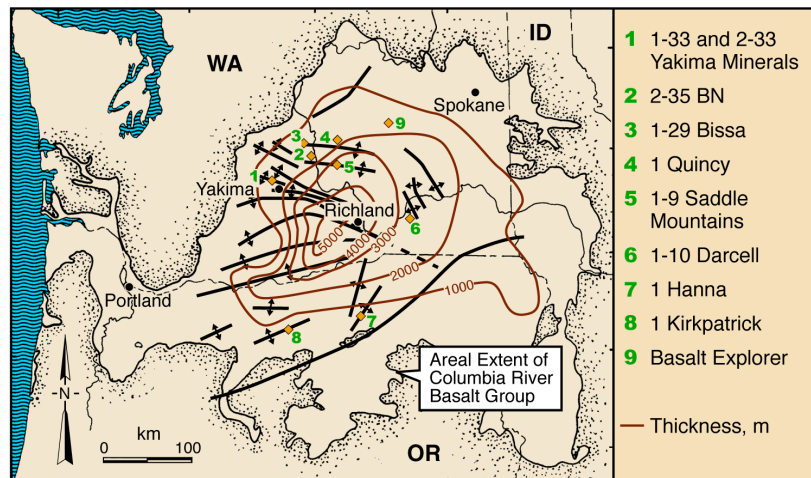 WA
ID
Spokane
9
3
4
2
5
1
Yakima
Richland
6
5000
4000
3000
2000
1000
Portland
7
8
Areal Extent of
Columbia River
Basalt Group
N
km
0 100
OR
1 1-33 and 2-33
Yakima Minerals
2 2-35 BN
3 1-29 Bissa
4 1 Quincy
5 1-9 Saddle
Mountains
6 1-10 Darcell
7 1 Hanna
8 1 Kirkpatrick
9 Basalt Explorer
Thickness, m